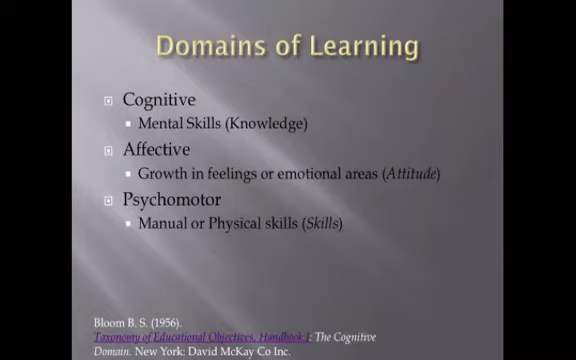 Domains of Learning
Cognitive
Mental Skills (Knowledge)
Affective
Growth in feelings or emotional areas (Attitude)
Psychomotor
Manual or Physical skills (Skills)
Bloom B. S. (1956).
Taxonomy of Educational Objectives, Handbook I: The Cognitive
Domain. New York: David McKay Co Inc.